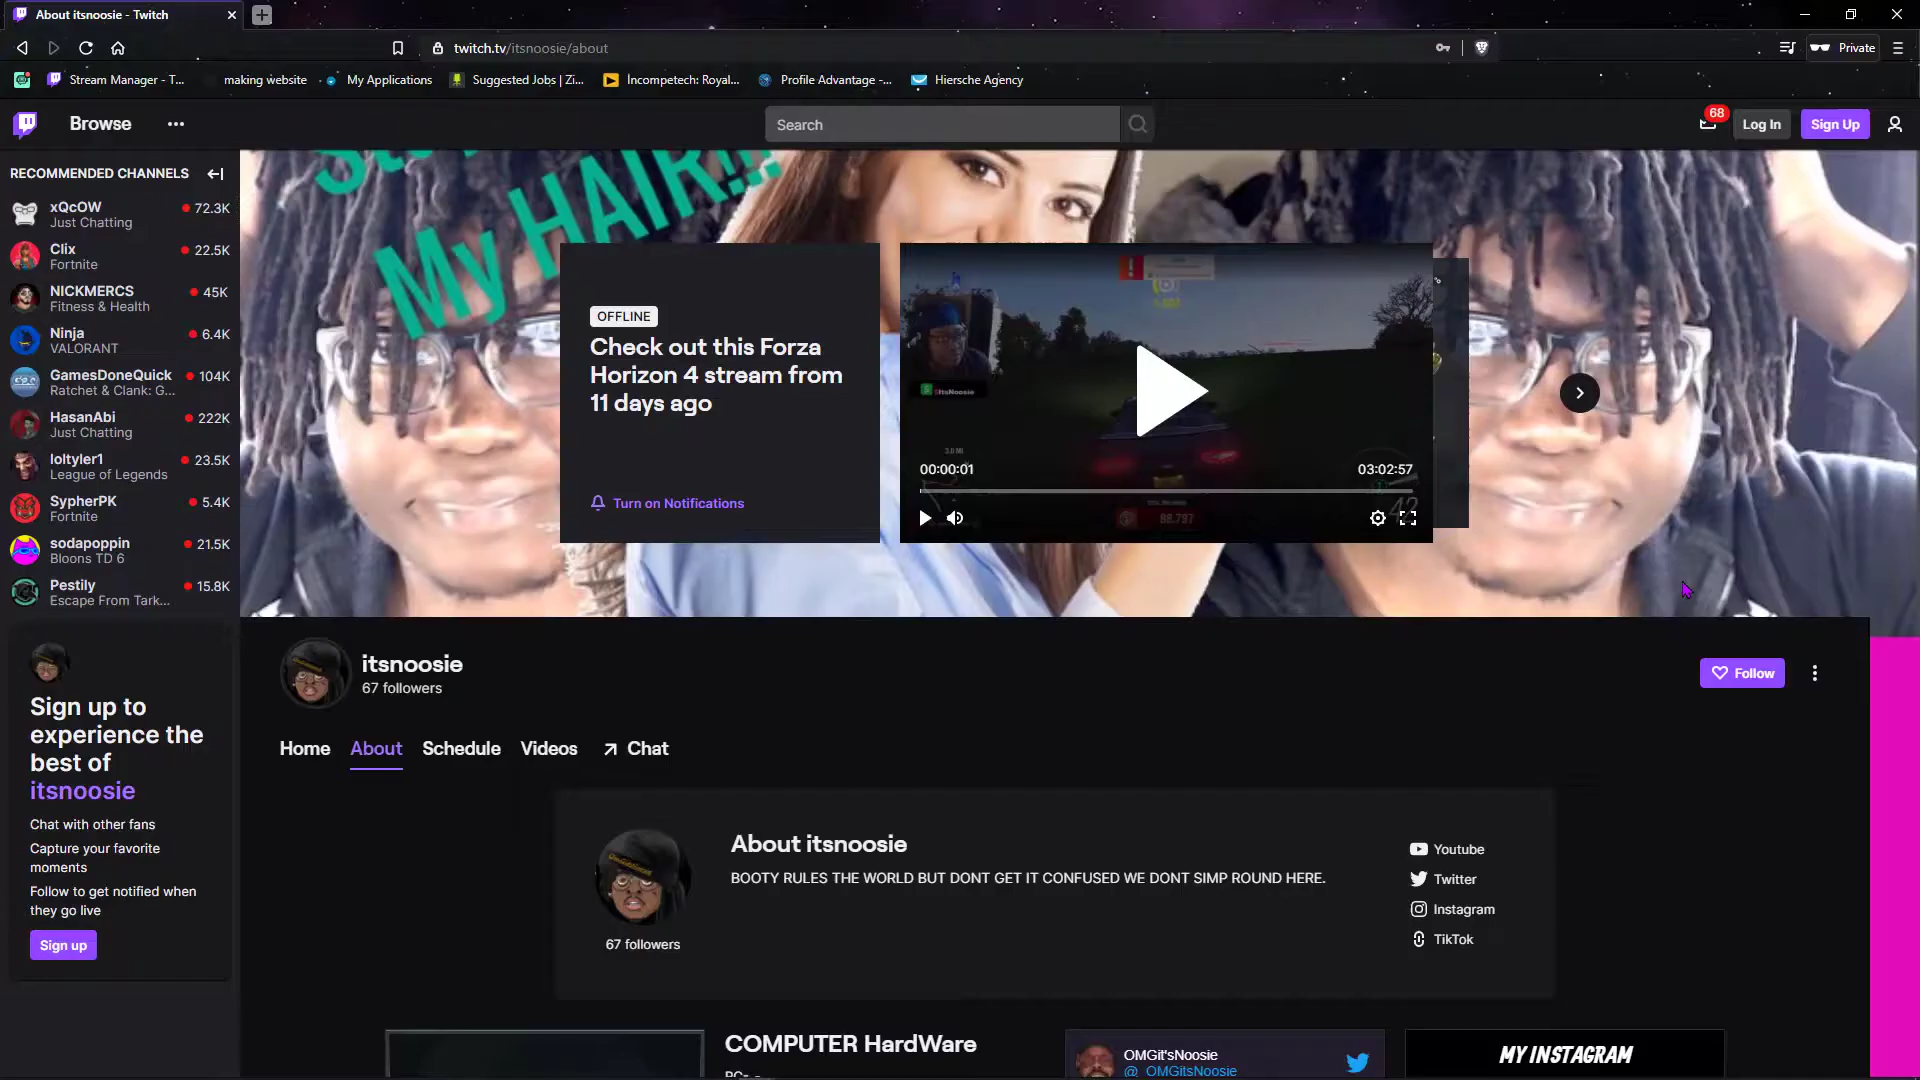 About itsnoosie - Twitch
twitch.tv/itsnoosie/about
Private
Stream Manager - T...
making website
My Applications
Suggested Jobs | Zi...
Incompetech: Royal...
Profile Advantage -...
Hiersche Agency
Browse
Search
68
Log In
Sign Up
RECOMMENDED CHANNELS
xQcOW
72.3K
Just Chatting
Clix
22.5K
Fortnite
NICKMERCS
45K
Fitness & Health
Ninja
6.4K
VALORANT
GamesDoneQuick
104K
Ratchet & Clank: G...
HasanAbi
222K
Just Chatting
loltyler1
23.5K
League of Legends
SypherPK
5.4K
Fortnite
sodapoppin
21.5K
Bloons TD 6
Pestily
15.8K
Escape From Tark...
Sign up to
experience the
best of
itsnoosie
Chat with other fans
Capture your favorite
moments
Follow to get notified when
they go live
Sign up
My HAIR!!!
OFFLINE
Check out this Forza
Horizon 4 stream from
11 days ago
Turn on Notifications
ItsNoosie
00:00:01
03:02:57
88,797
42
itsnoosie
67 followers
Follow
Home
About
Schedule
Videos
Chat
About itsnoosie
BOOTY RULES THE WORLD BUT DONT GET IT CONFUSED WE DONT SIMP ROUND HERE.
67 followers
Youtube
Twitter
Instagram
TikTok
COMPUTER HardWare
OMGit'sNoosie
@_OMGitsNoosie
MY INSTAGRAM